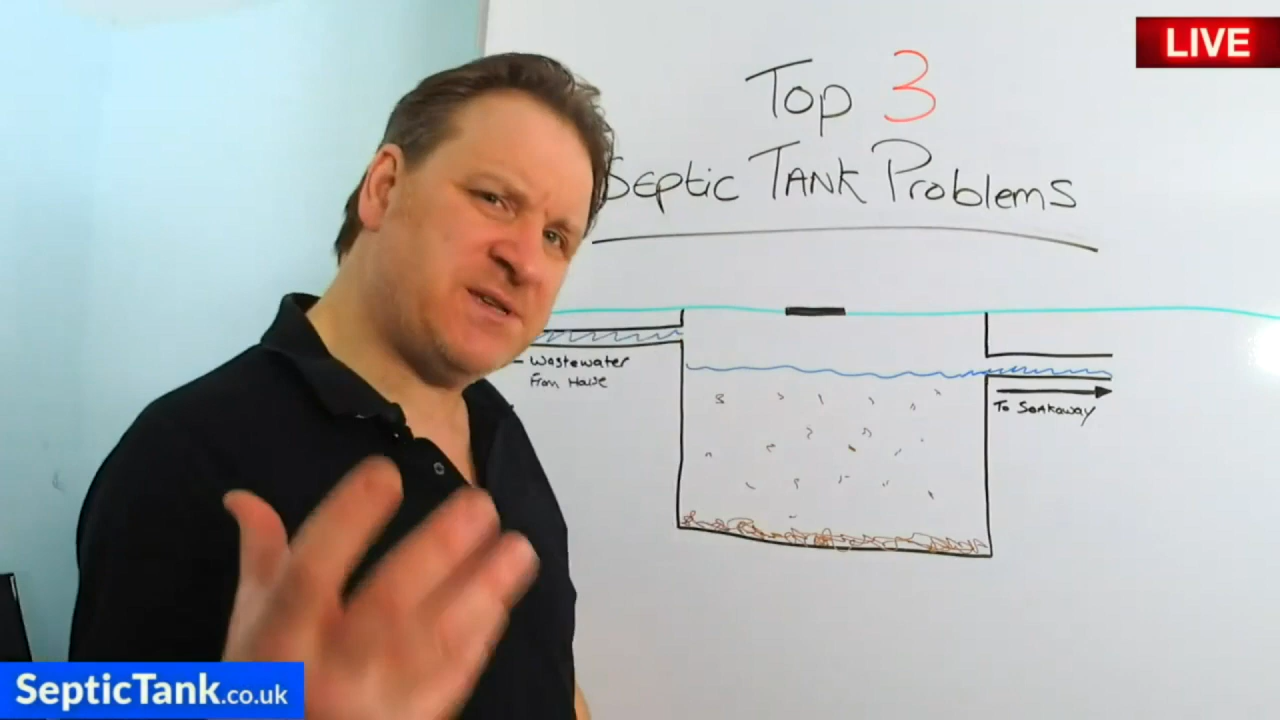 LIVE
Top 3
Septic TANK Problems
Wastewater
From House
To Soakaway
SepticTank.co.uk